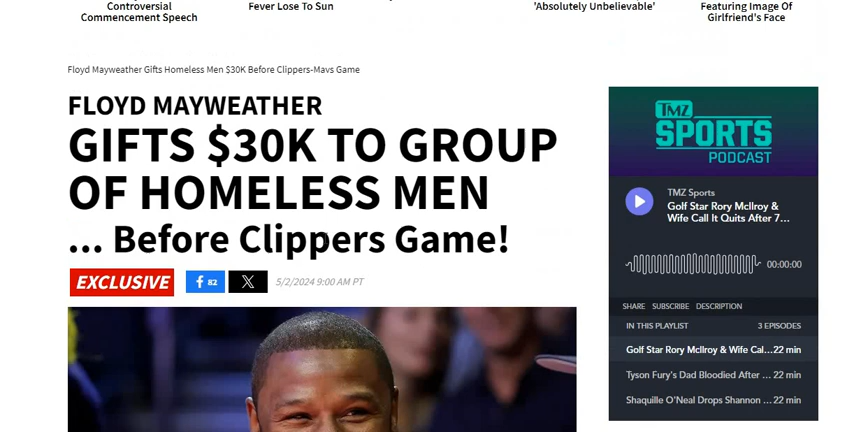 Controversial
Commencement Speech
Fever Lose To Sun
'Absolutely Unbelievable'
Featuring Image Of
Girlfriend's Face
Floyd Mayweather Gifts Homeless Men $30K Before Clippers-Mavs Game
FLOYD MAYWEATHER
GIFTS $30K TO GROUP
OF HOMELESS MEN
... Before Clippers Game!
EXCLUSIVE
82
5/2/2024 9:00 AM PT
TMZ
SPORTS
PODCAST
TMZ Sports
Golf Star Rory McIlroy &
Wife Call It Quits After 7...
00:00:00
SHARE SUBSCRIBE DESCRIPTION
IN THIS PLAYLIST 3 EPISODES
Golf Star Rory McIlroy & Wife Cal... 22 min
Tyson Fury's Dad Bloodied After ... 22 min
Shaquille O'Neal Drops Shannon ... 22 min